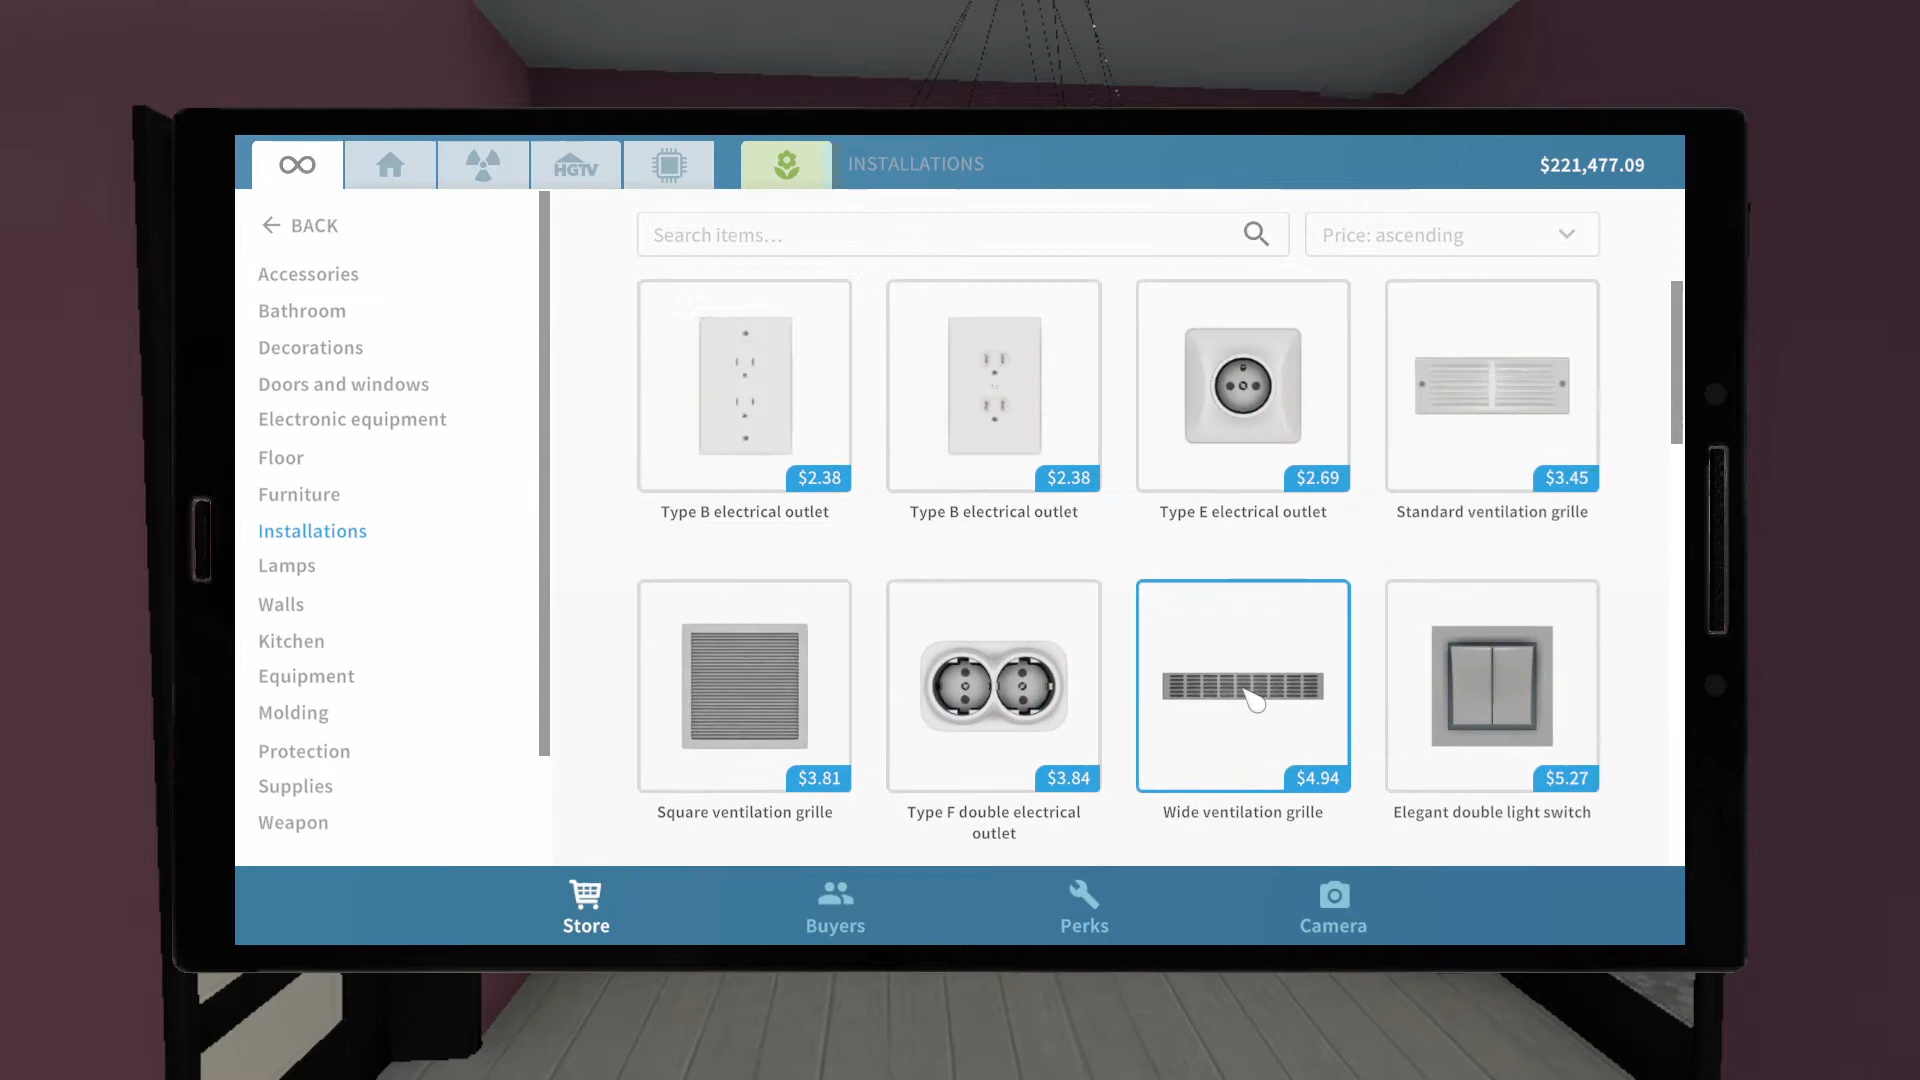 HGTV
INSTALLATIONS
$221,477.09
BACK
Search items...
Price: ascending
Accessories
Bathroom
Decorations
Doors and windows
Electronic equipment
Floor
Furniture
Installations
Lamps
Walls
Kitchen
Equipment
Molding
Protection
Supplies
Weapon
$2.38
$2.38
$2.69
$3.45
Type B electrical outlet
Type B electrical outlet
Type E electrical outlet
Standard ventilation grille
$3.81
$3.84
$4.94
$5.27
Square ventilation grille
Type F double electrical
outlet
Wide ventilation grille
Elegant double light switch
Store
Buyers
Perks
Camera